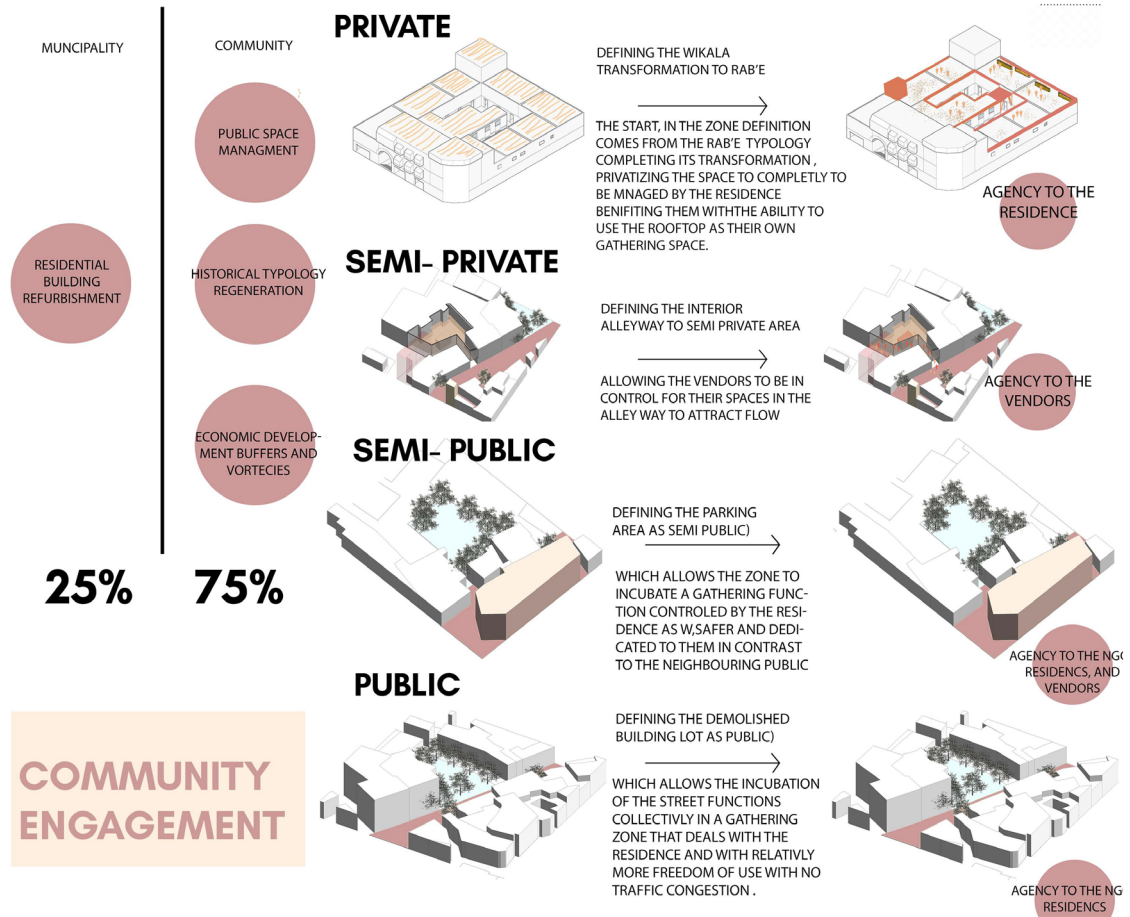 MUNCIPALITY
COMMUNITY
PUBLIC SPACE
MANAGMENT
RESIDENTIAL
BUILDING
REFURBISHMENT
HISTORICAL TYPOLOGY
REGENERATION
ECONOMIC DEVELOP-
MENT BUFFERS AND
VORTECIES
25%
75%
COMMUNITY
ENGAGEMENT
PRIVATE
DEFINING THE WIKALA
TRANSFORMATION TO RAB'E
THE START, IN THE ZONE DEFINITION
COMES FROM THE RAB'E TYPOLOGY
COMPLETING ITS TRANSFORMATION ,
PRIVATIZING THE SPACE TO COMPLETLY TO
BE MNAGED BY THE RESIDENCE
BENIFITING THEM WITHTHE ABILITY TO
USE THE ROOFTOP AS THEIR OWN
GATHERING SPACE.
AGENCY TO THE
RESIDENCE
SEMI- PRIVATE
DEFINING THE INTERIOR
ALLEYWAY TO SEMI PRIVATE AREA
ALLOWING THE VENDORS TO BE IN
CONTROL FOR THEIR SPACES IN THE
ALLEY WAY TO ATTRACT FLOW
AGENCY TO THE
VENDORS
SEMI- PUBLIC
DEFINING THE PARKING
AREA AS SEMI PUBLIC)
WHICH ALLOWS THE ZONE TO
INCUBATE A GATHERING FUNC-
TION CONTROLED BY THE RESI-
DENCE AS W,SAFER AND DEDI-
CATED TO THEM IN CONTRAST
TO THE NEIGHBOURING PUBLIC
AGENCY TO THE NGO
RESIDENCS, AND
VENDORS
PUBLIC
DEFINING THE DEMOLISHED
BUILDING LOT AS PUBLIC)
WHICH ALLOWS THE INCUBATION
OF THE STREET FUNCTIONS
COLLECTIVLY IN A GATHERING
ZONE THAT DEALS WITH THE
RESIDENCE AND WITH RELATIVLY
MORE FREEDOM OF USE WITH NO
TRAFFIC CONGESTION .
AGENCY TO THE NGO
RESIDENCS